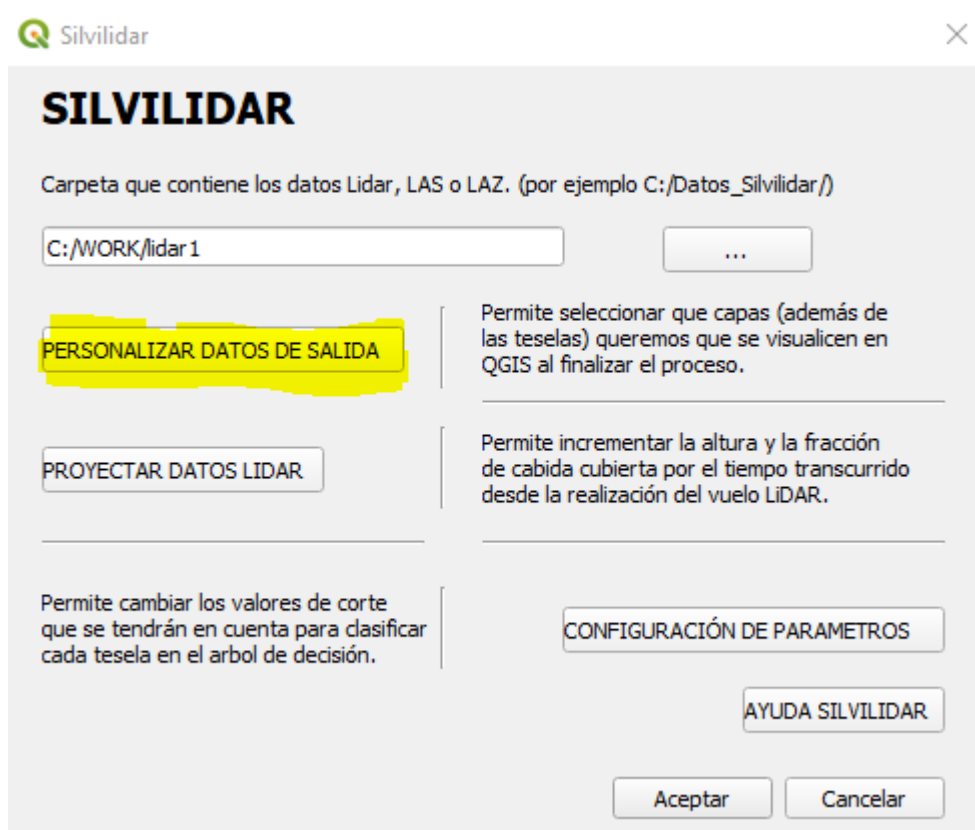 Silvilidar
SILVILIDAR
Carpeta que contiene los datos Lidar, LAS o LAZ. (por ejemplo C:/Datos_Silvilidar/)
C:/WORK/lidar1
...
PERSONALIZAR DATOS DE SALIDA
Permite seleccionar que capas (además de
las teselas) queremos que se visualicen en
QGIS al finalizar el proceso.
PROYECTAR DATOS LIDAR
Permite incrementar la altura y la fracción
de cabida cubierta por el tiempo transcurrido
desde la realización del vuelo LiDAR.
Permite cambiar los valores de corte
que se tendrán en cuenta para clasificar
cada tesela en el arbol de decisión.
CONFIGURACIÓN DE PARAMETROS
AYUDA SILVILIDAR
Aceptar
Cancelar